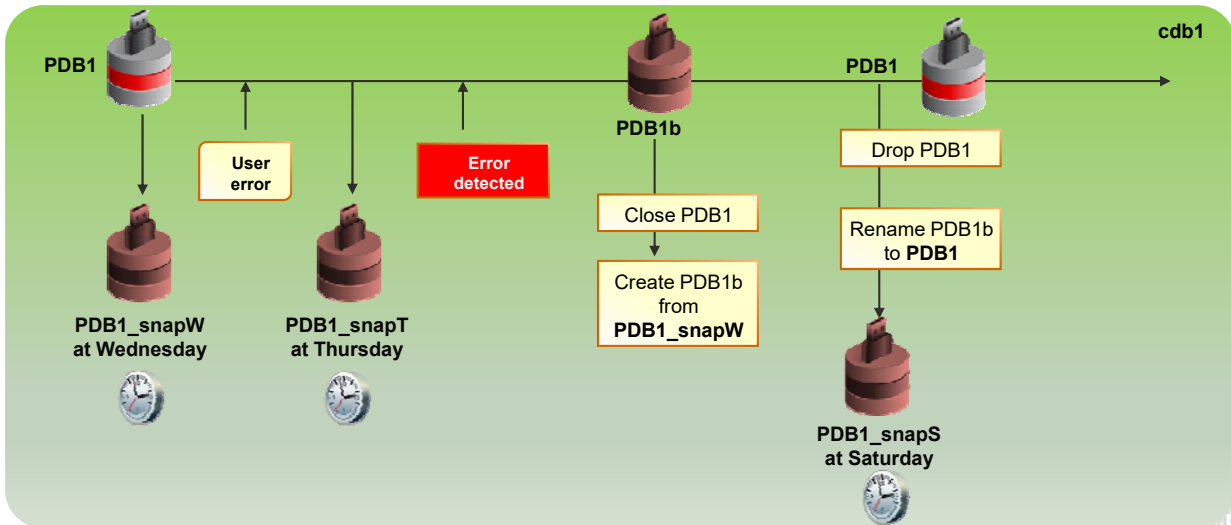 cdb1
PDB1
PDB1
PDB1b
User
error
Error
detected
Drop PDB1
Close PDB1
Rename PDB1b
to PDB1
Create PDB1b
from
PDB1_snapW
PDB1_snapW
at Wednesday
PDB1_snapT
at Thursday
PDB1_snapS
at Saturday